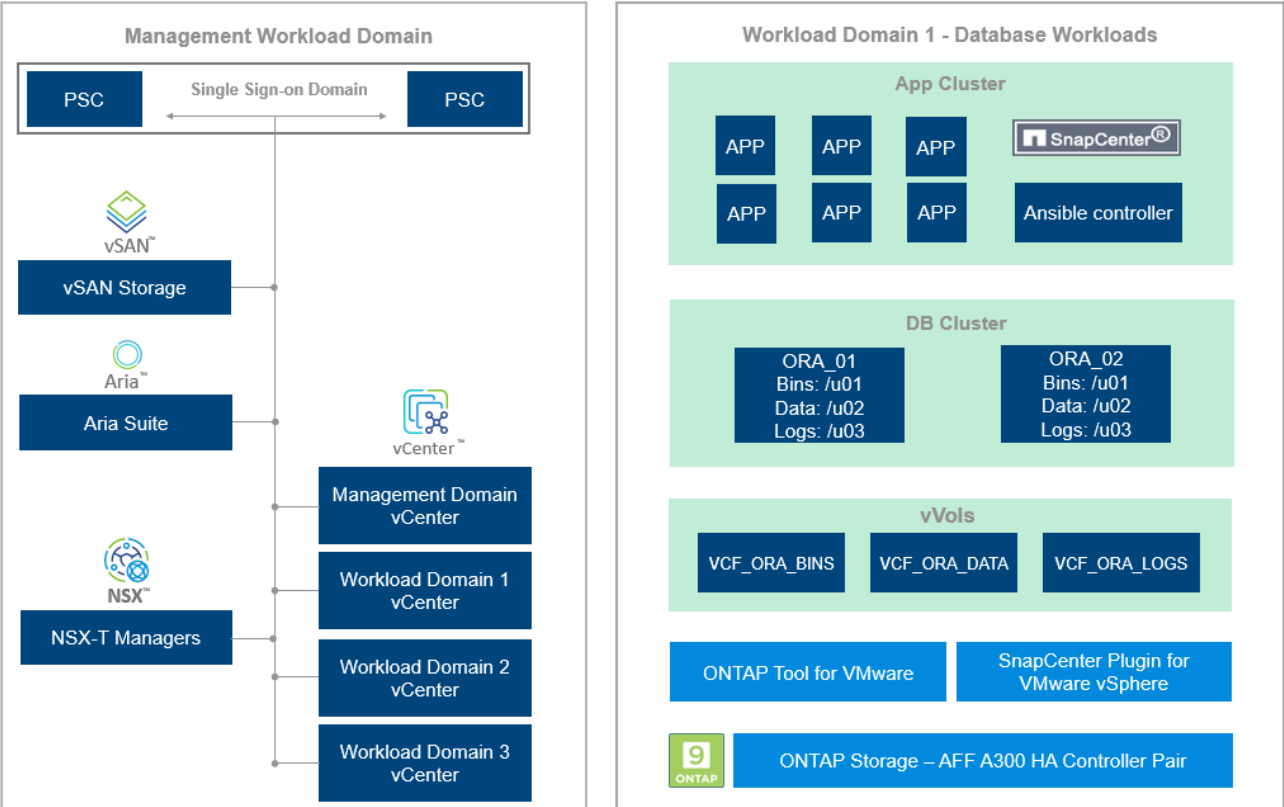 Management Workload Domain
PSC
Single Sign-on Domain
PSC
vSAN™
vSAN Storage
Aria™
Aria Suite
vCenter™
Management Domain
vCenter
NSX™
NSX-T Managers
Workload Domain 1
vCenter
Workload Domain 2
vCenter
Workload Domain 3
vCenter
Workload Domain 1 - Database Workloads
App Cluster
APP
APP
APP
SnapCenter®
APP
APP
APP
Ansible controller
DB Cluster
ORA_01
Bins: /u01
Data: /u02
Logs: /u03
ORA_02
Bins: /u01
Data: /u02
Logs: /u03
vVols
VCF_ORA_BINS
VCF_ORA_DATA
VCF_ORA_LOGS
ONTAP Tool for VMware
SnapCenter Plugin for
VMware vSphere
9
ONTAP
ONTAP Storage – AFF A300 HA Controller Pair